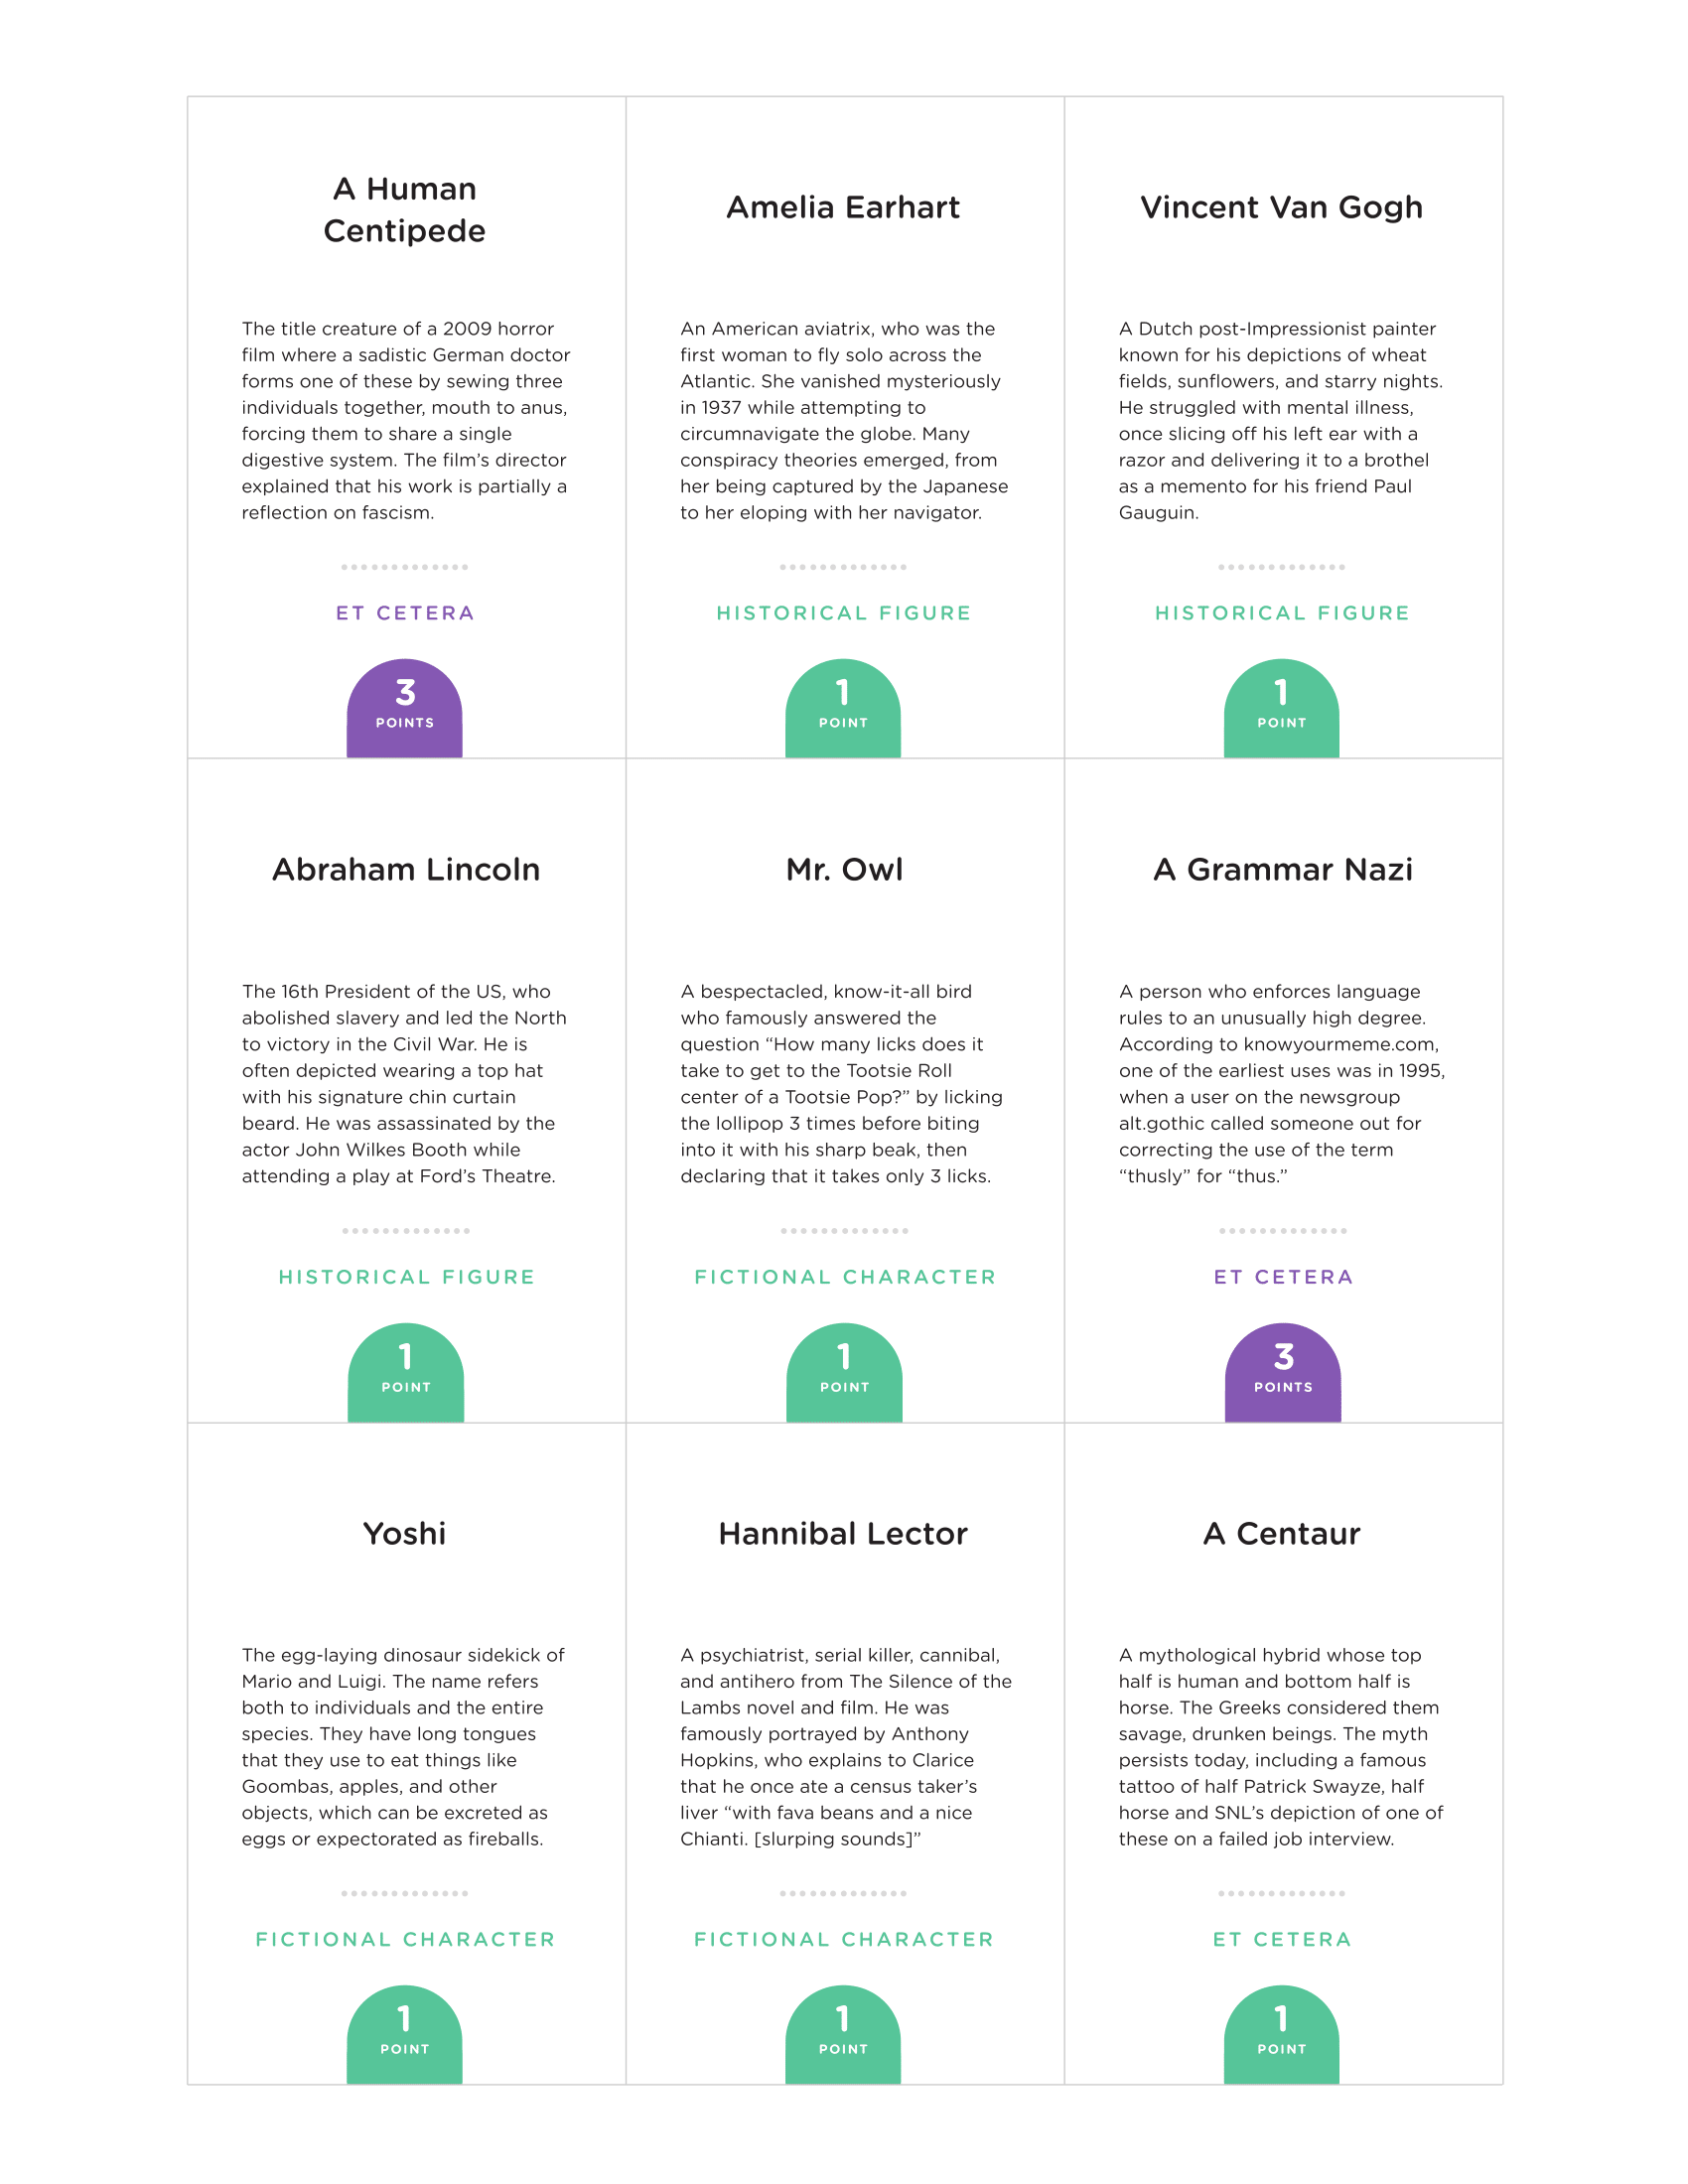 A Human
Centipede
The title creature of a 2009 horror
film where a sadistic German doctor
forms one of these by sewing three
individuals together, mouth to anus,
forcing them to share a single
digestive system. The film’s director
explained that his work is partially a
reflection on fascism.
ET CETERA
3
POINTS
Amelia Earhart
An American aviatrix, who was the
first woman to fly solo across the
Atlantic. She vanished mysteriously
in 1937 while attempting to
circumnavigate the globe. Many
conspiracy theories emerged, from
her being captured by the Japanese
to her eloping with her navigator.
HISTORICAL FIGURE
1
POINT
Vincent Van Gogh
A Dutch post-Impressionist painter
known for his depictions of wheat
fields, sunflowers, and starry nights.
He struggled with mental illness,
once slicing off his left ear with a
razor and delivering it to a brothel
as a memento for his friend Paul
Gauguin.
HISTORICAL FIGURE
1
POINT
Abraham Lincoln
The 16th President of the US, who
abolished slavery and led the North
to victory in the Civil War. He is
often depicted wearing a top hat
with his signature chin curtain
beard. He was assassinated by the
actor John Wilkes Booth while
attending a play at Ford’s Theatre.
HISTORICAL FIGURE
1
POINT
Mr. Owl
A bespectacled, know-it-all bird
who famously answered the
question “How many licks does it
take to get to the Tootsie Roll
center of a Tootsie Pop?” by licking
the lollipop 3 times before biting
into it with his sharp beak, then
declaring that it takes only 3 licks.
FICTIONAL CHARACTER
1
POINT
A Grammar Nazi
A person who enforces language
rules to an unusually high degree.
According to knowyourmeme.com,
one of the earliest uses was in 1995,
when a user on the newsgroup
alt.gothic called someone out for
correcting the use of the term
“thusly” for “thus.”
ET CETERA
3
POINTS
Yoshi
The egg-laying dinosaur sidekick of
Mario and Luigi. The name refers
both to individuals and the entire
species. They have long tongues
that they use to eat things like
Goombas, apples, and other
objects, which can be excreted as
eggs or expectorated as fireballs.
FICTIONAL CHARACTER
1
POINT
Hannibal Lector
A psychiatrist, serial killer, cannibal,
and antihero from The Silence of the
Lambs novel and film. He was
famously portrayed by Anthony
Hopkins, who explains to Clarice
that he once ate a census taker’s
liver “with fava beans and a nice
Chianti. [slurping sounds]”
FICTIONAL CHARACTER
1
POINT
A Centaur
A mythological hybrid whose top
half is human and bottom half is
horse. The Greeks considered them
savage, drunken beings. The myth
persists today, including a famous
tattoo of half Patrick Swayze, half
horse and SNL’s depiction of one of
these on a failed job interview.
ET CETERA
1
POINT